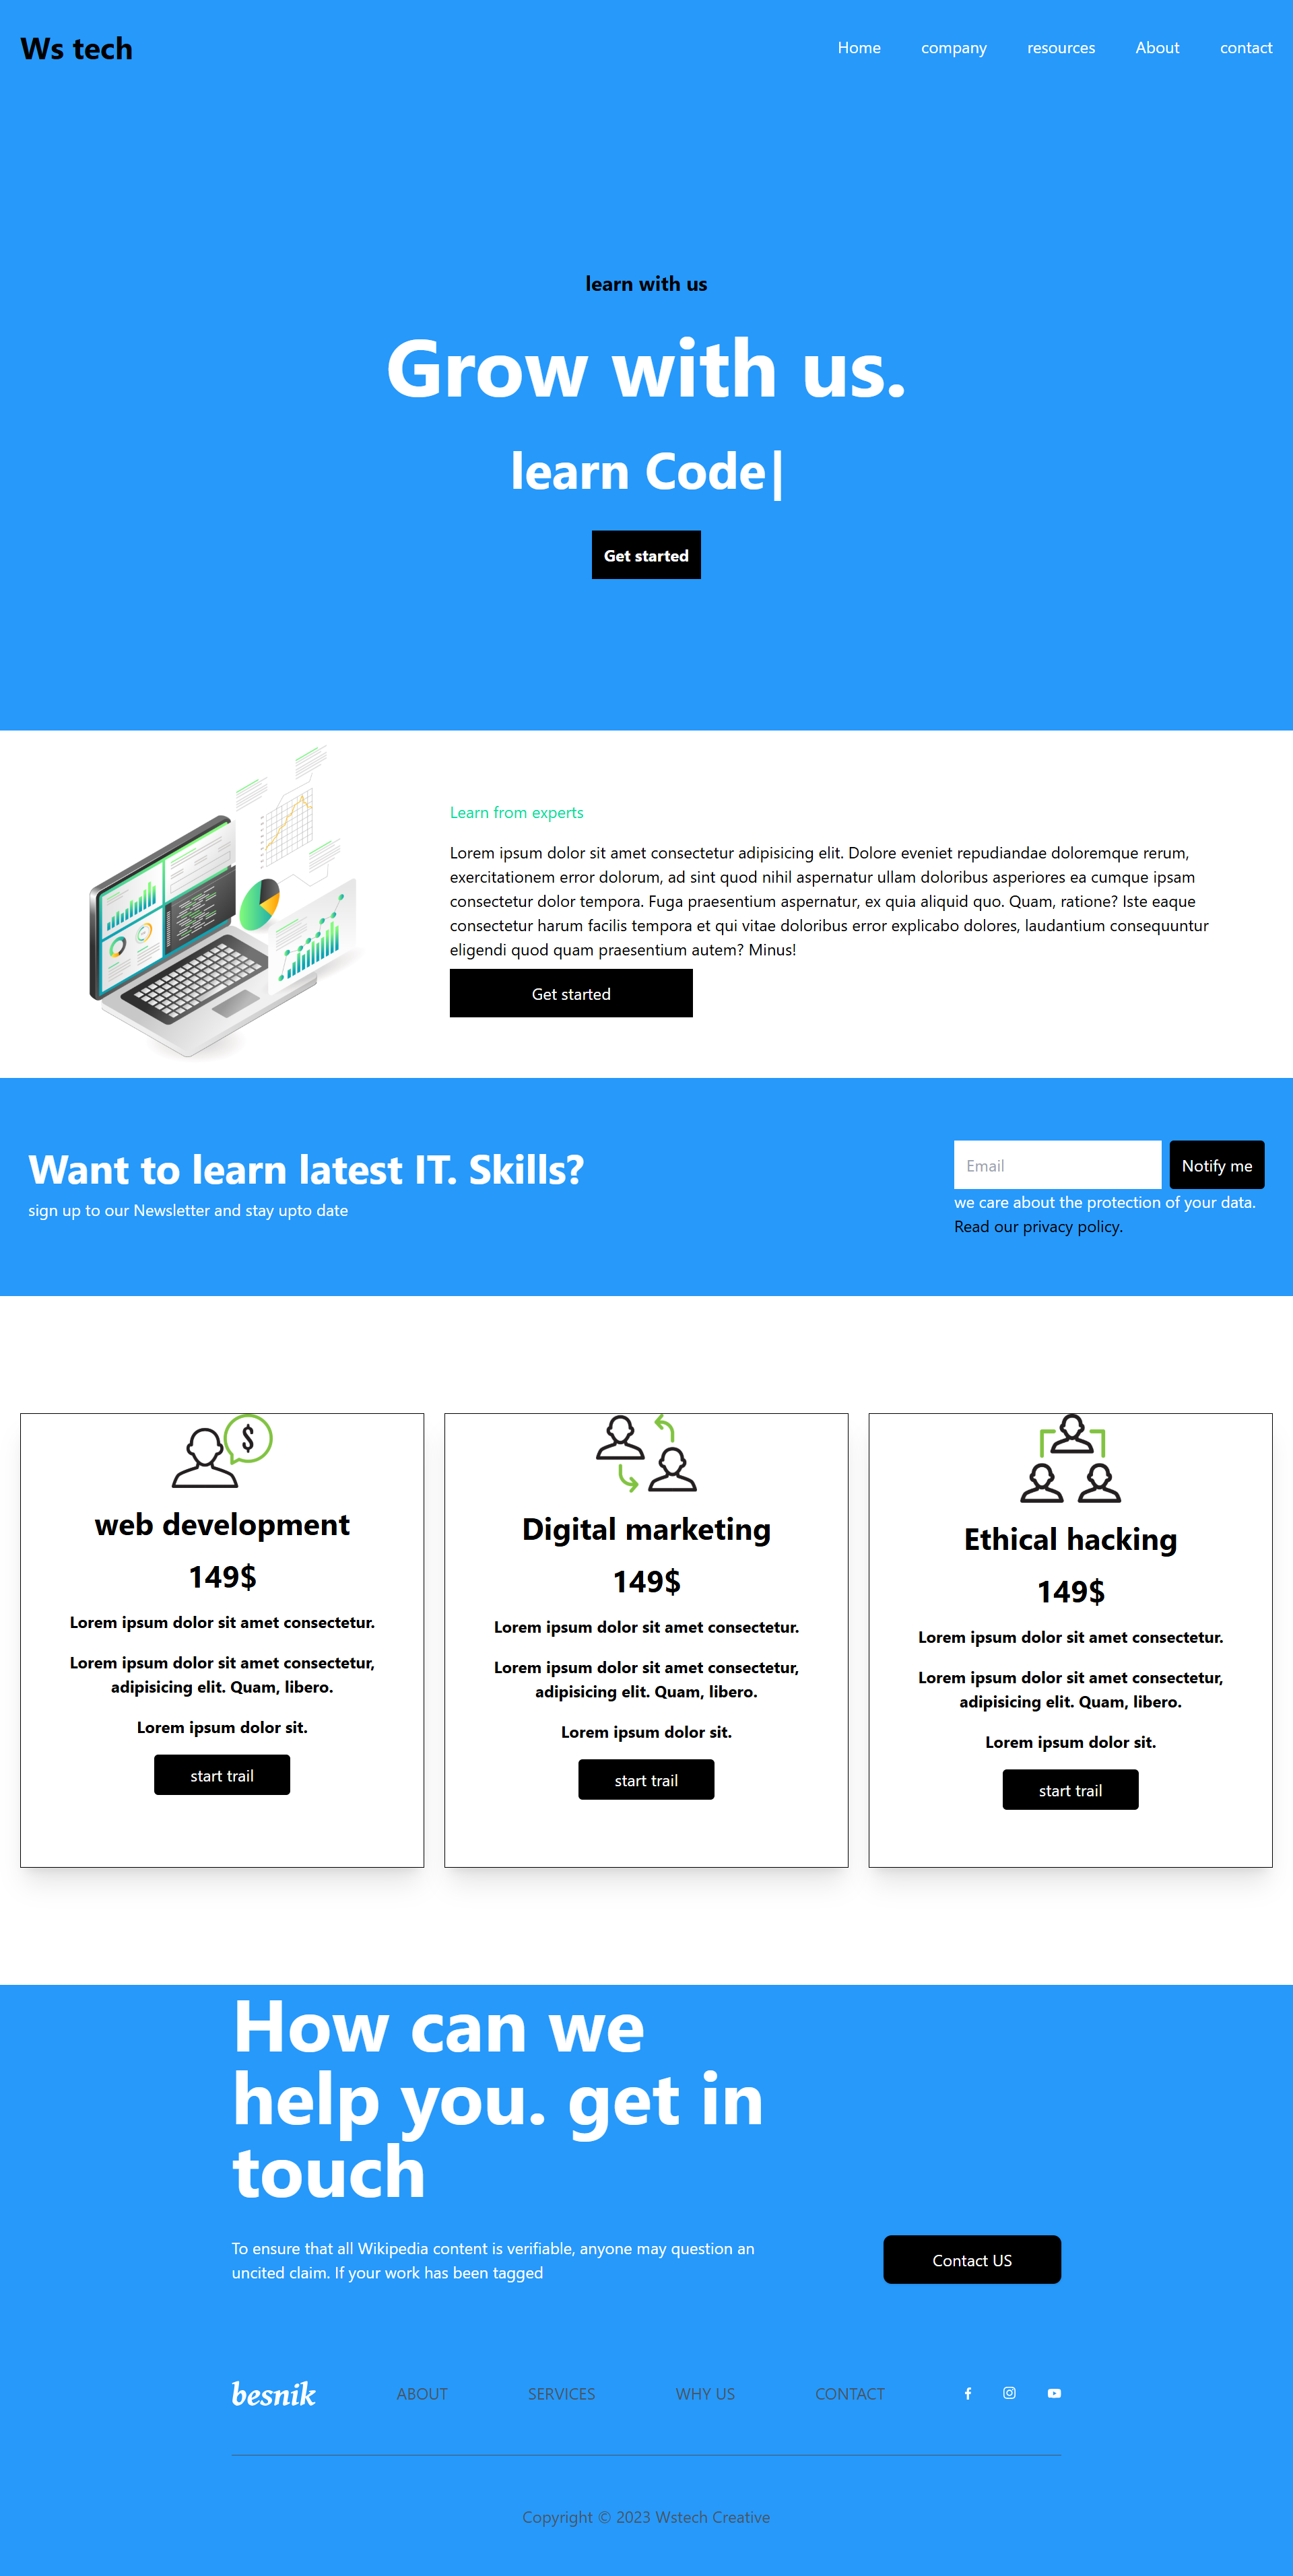 Ws tech
Home company resources About contact
learn with us
Grow with us.
learn Code|
Get started
Learn from experts
Lorem ipsum dolor sit amet consectetur adipisicing elit. Dolore eveniet repudiandae doloremque rerum,
exercitationem error dolorum, ad sint quod nihil aspernatur ullam doloribus asperiores ea cumque ipsam
consectetur dolor tempora. Fuga praesentium aspernatur, ex quia aliquid quo. Quam, ratione? Iste eaque
consectetur harum facilis tempora et qui vitae doloribus error explicabo dolores, laudantium consequuntur
eligendi quod quam praesentium autem? Minus!
Get started
Want to learn latest IT. Skills?
sign up to our Newsletter and stay upto date
Email
Notify me
we care about the protection of your data.
Read our privacy policy.
$
web development
149$
Lorem ipsum dolor sit amet consectetur.
Lorem ipsum dolor sit amet consectetur,
adipisicing elit. Quam, libero.
Lorem ipsum dolor sit.
start trail
Digital marketing
149$
Lorem ipsum dolor sit amet consectetur.
Lorem ipsum dolor sit amet consectetur,
adipisicing elit. Quam, libero.
Lorem ipsum dolor sit.
start trail
Ethical hacking
149$
Lorem ipsum dolor sit amet consectetur.
Lorem ipsum dolor sit amet consectetur,
adipisicing elit. Quam, libero.
Lorem ipsum dolor sit.
start trail
How can we
help you. get in
touch
To ensure that all Wikipedia content is verifiable, anyone may question an
uncited claim. If your work has been tagged
Contact US
besnik
ABOUT SERVICES WHY US CONTACT
Copyright © 2023 Wstech Creative